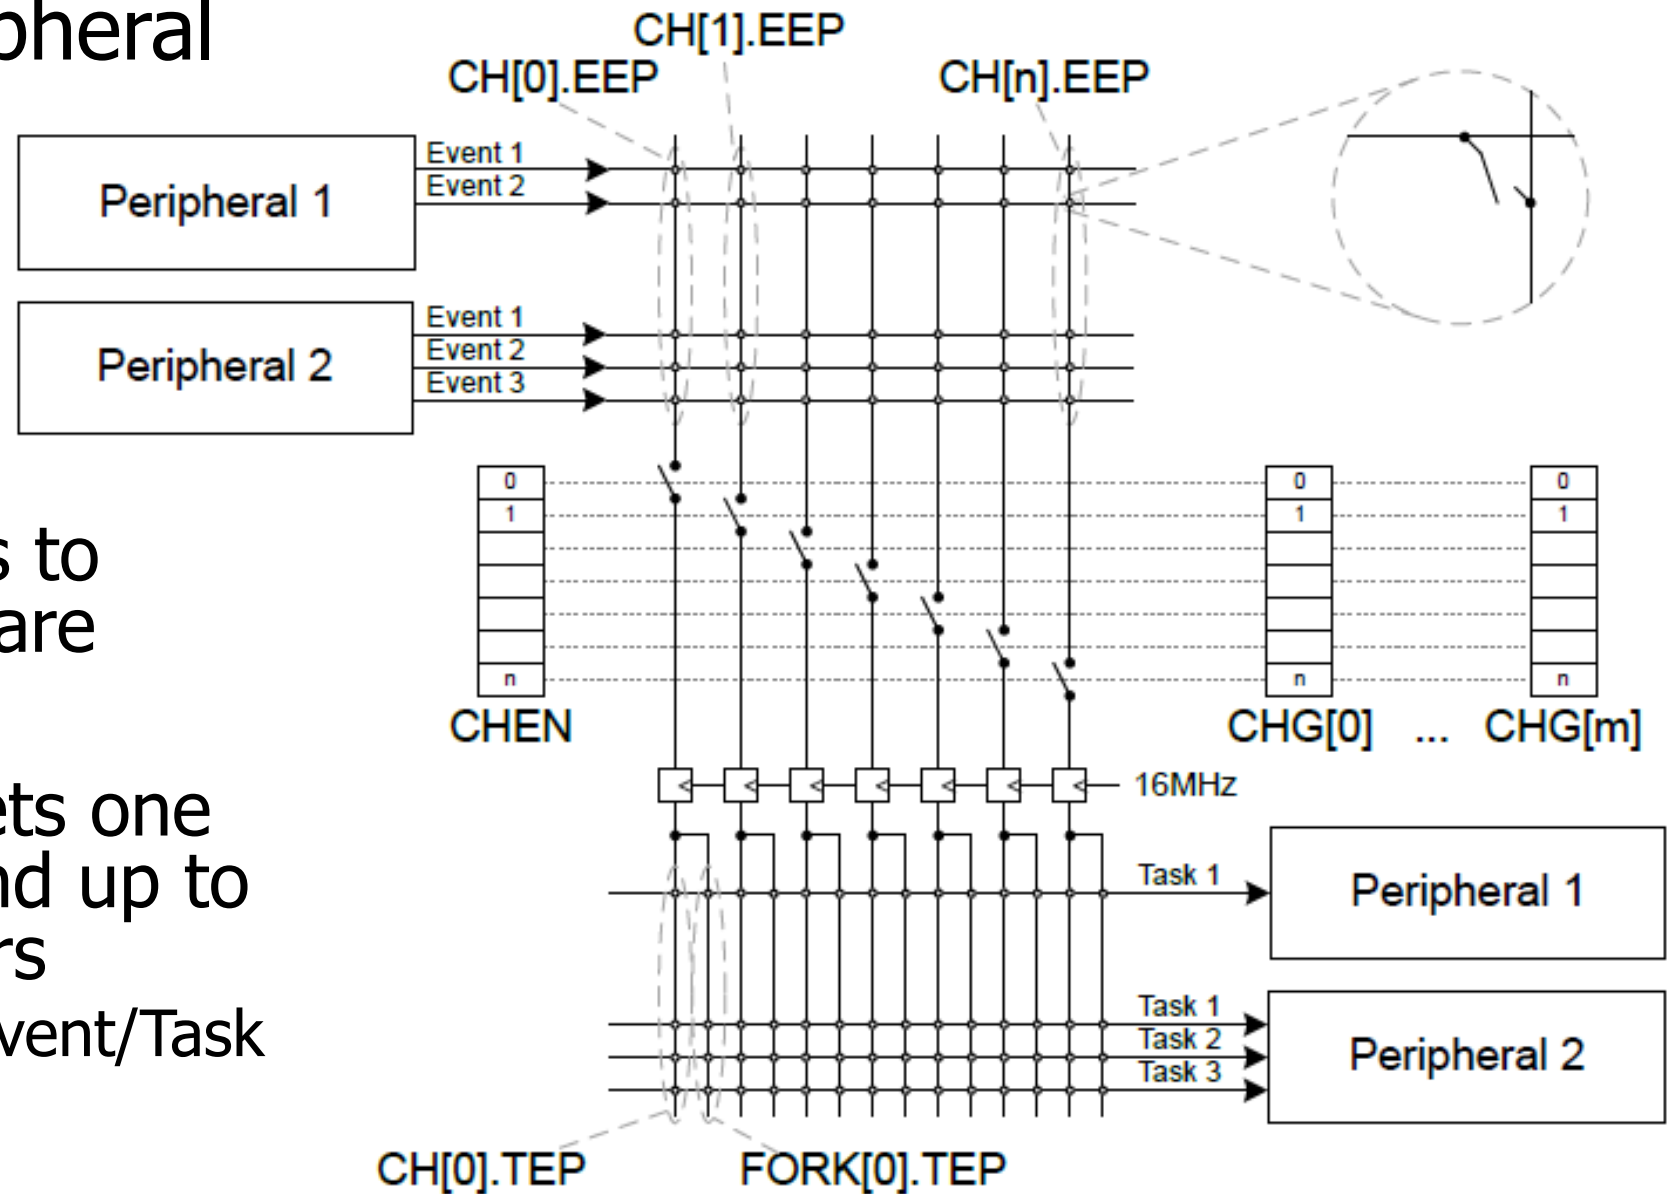 pheral
s to
are
ets one
nd up to
rs
vent/Task
CH[1].EEP
CH[0].EEP
CH[n].EEP
Peripheral 1
Event 1
Event 2
Peripheral 2
Event 1
Event 2
Event 3
0
1
n
CHEN
0
1
n
CHG[0]
...
0
1
n
CHG[m]
16MHz
Task 1
Peripheral 1
Task 1
Task 2
Task 3
Peripheral 2
CH[0].TEP
FORK[0].TEP